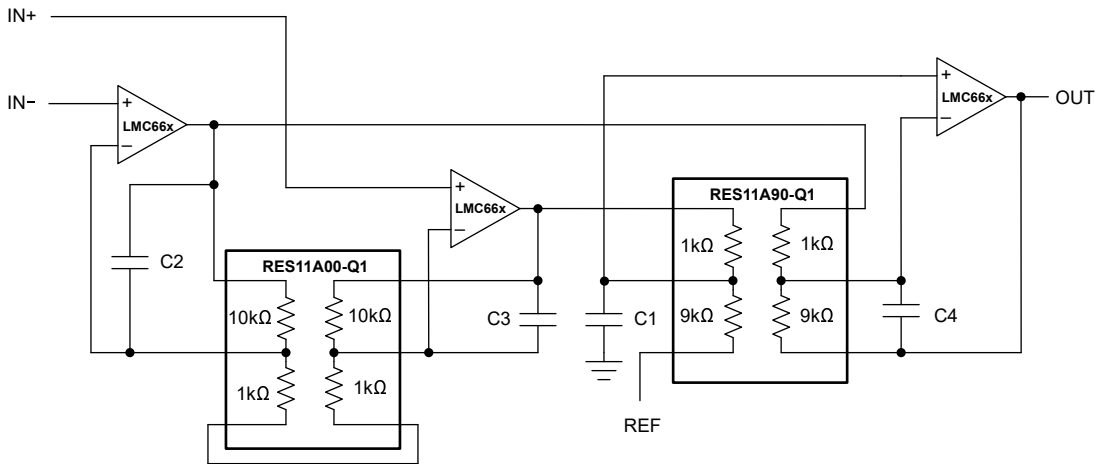 IN+
IN−
+
LMC66x
−
+
LMC66x
−
+
LMC66x
−
OUT
C2
RES11A00-Q1
10kΩ
10kΩ
1kΩ
1kΩ
C3
C1
RES11A90-Q1
1kΩ
1kΩ
9kΩ
9kΩ
C4
REF